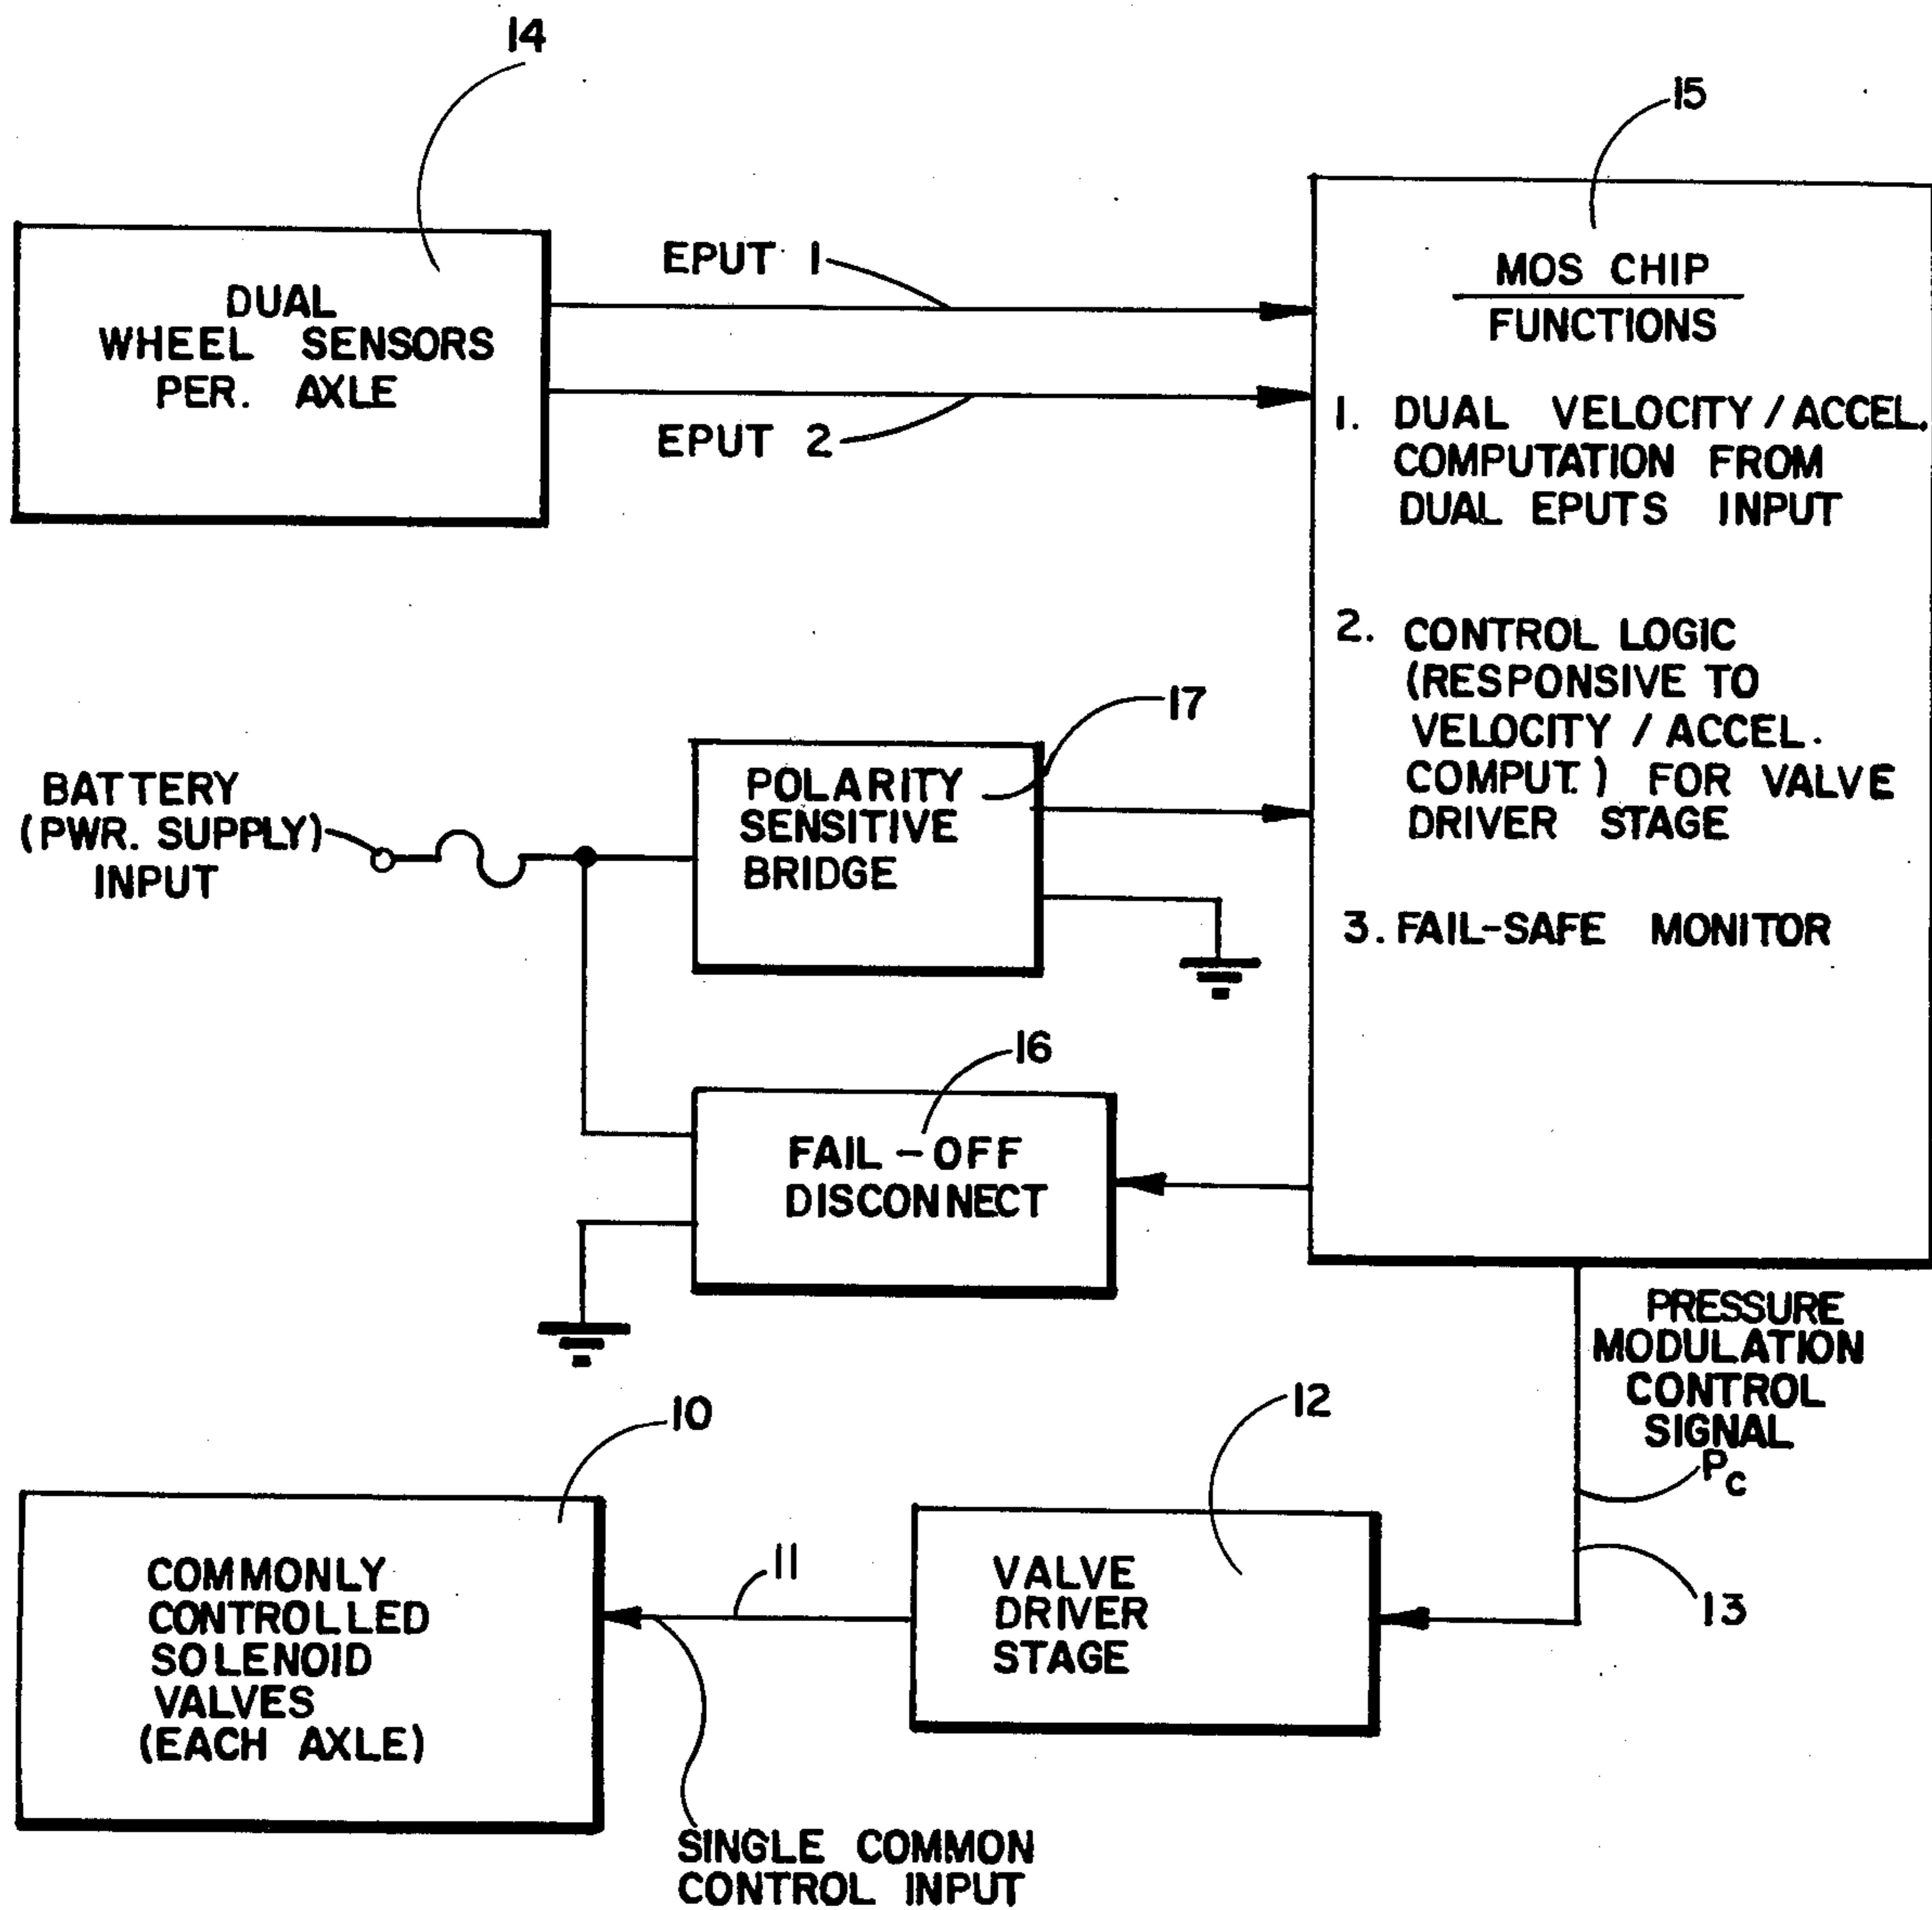 14
DUAL
WHEEL SENSORS
PER. AXLE
EPUT 1
EPUT 2
15
MOS CHIP
FUNCTIONS
1. DUAL VELOCITY / ACCEL.
COMPUTATION FROM
DUAL EPUTS INPUT
2. CONTROL LOGIC
(RESPONSIVE TO
VELOCITY / ACCEL.
COMPUT.) FOR VALVE
DRIVER STAGE
3. FAIL-SAFE MONITOR
BATTERY
(PWR. SUPPLY)
INPUT
17
POLARITY
SENSITIVE
BRIDGE
16
FAIL-OFF
DISCONNECT
PRESSURE
MODULATION
CONTROL
SIGNAL
Pc
13
12
VALVE
DRIVER
STAGE
11
SINGLE COMMON
CONTROL INPUT
10
COMMONLY
CONTROLLED
SOLENOID
VALVES
(EACH AXLE)